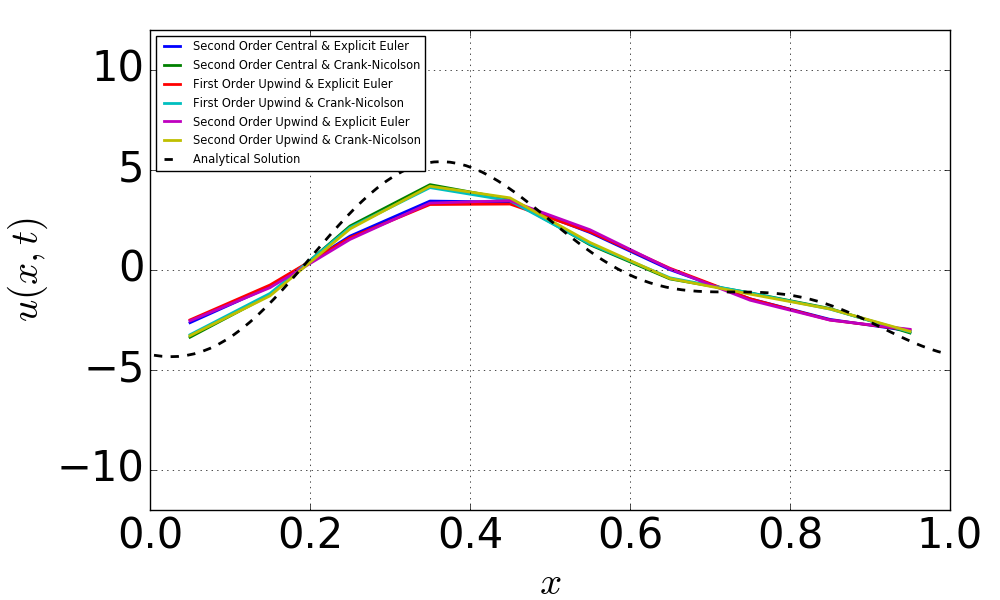 Second Order Central & Explicit Euler
Second Order Central & Crank-Nicolson
First Order Upwind & Explicit Euler
First Order Upwind & Crank-Nicolson
Second Order Upwind & Explicit Euler
Second Order Upwind & Crank-Nicolson
Analytical Solution
10
5
0
−5
−10
u(x, t)
0.0 0.2 0.4 0.6 0.8 1.0
x